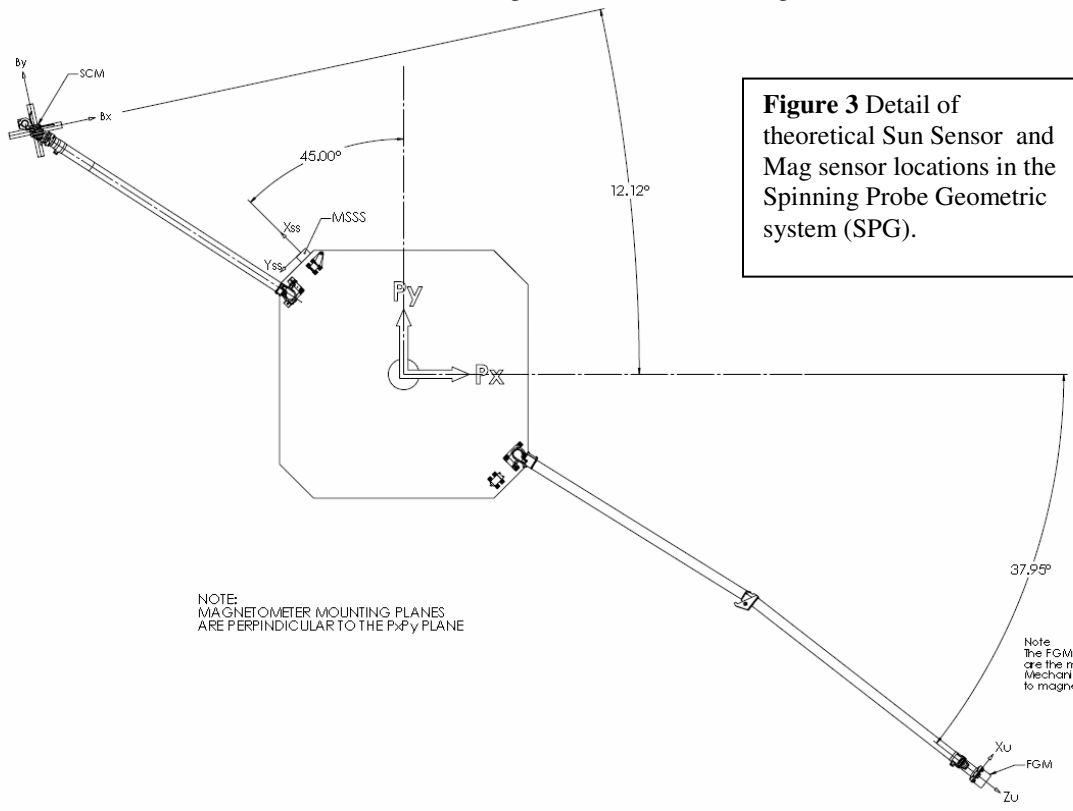 By
SCM
Bx
45.00°
12.12°
Xss
MSSS
Yss
Py
Px
Figure 3 Detail of
theoretical Sun Sensor and
Mag sensor locations in the
Spinning Probe Geometric
system (SPG).
37.95°
NOTE:
MAGNETOMETER MOUNTING PLANES
ARE PERPINDICULAR TO THE PxPy PLANE
Note
The FGM
are the m
Mechani
to magne
XU
FGM
ZU